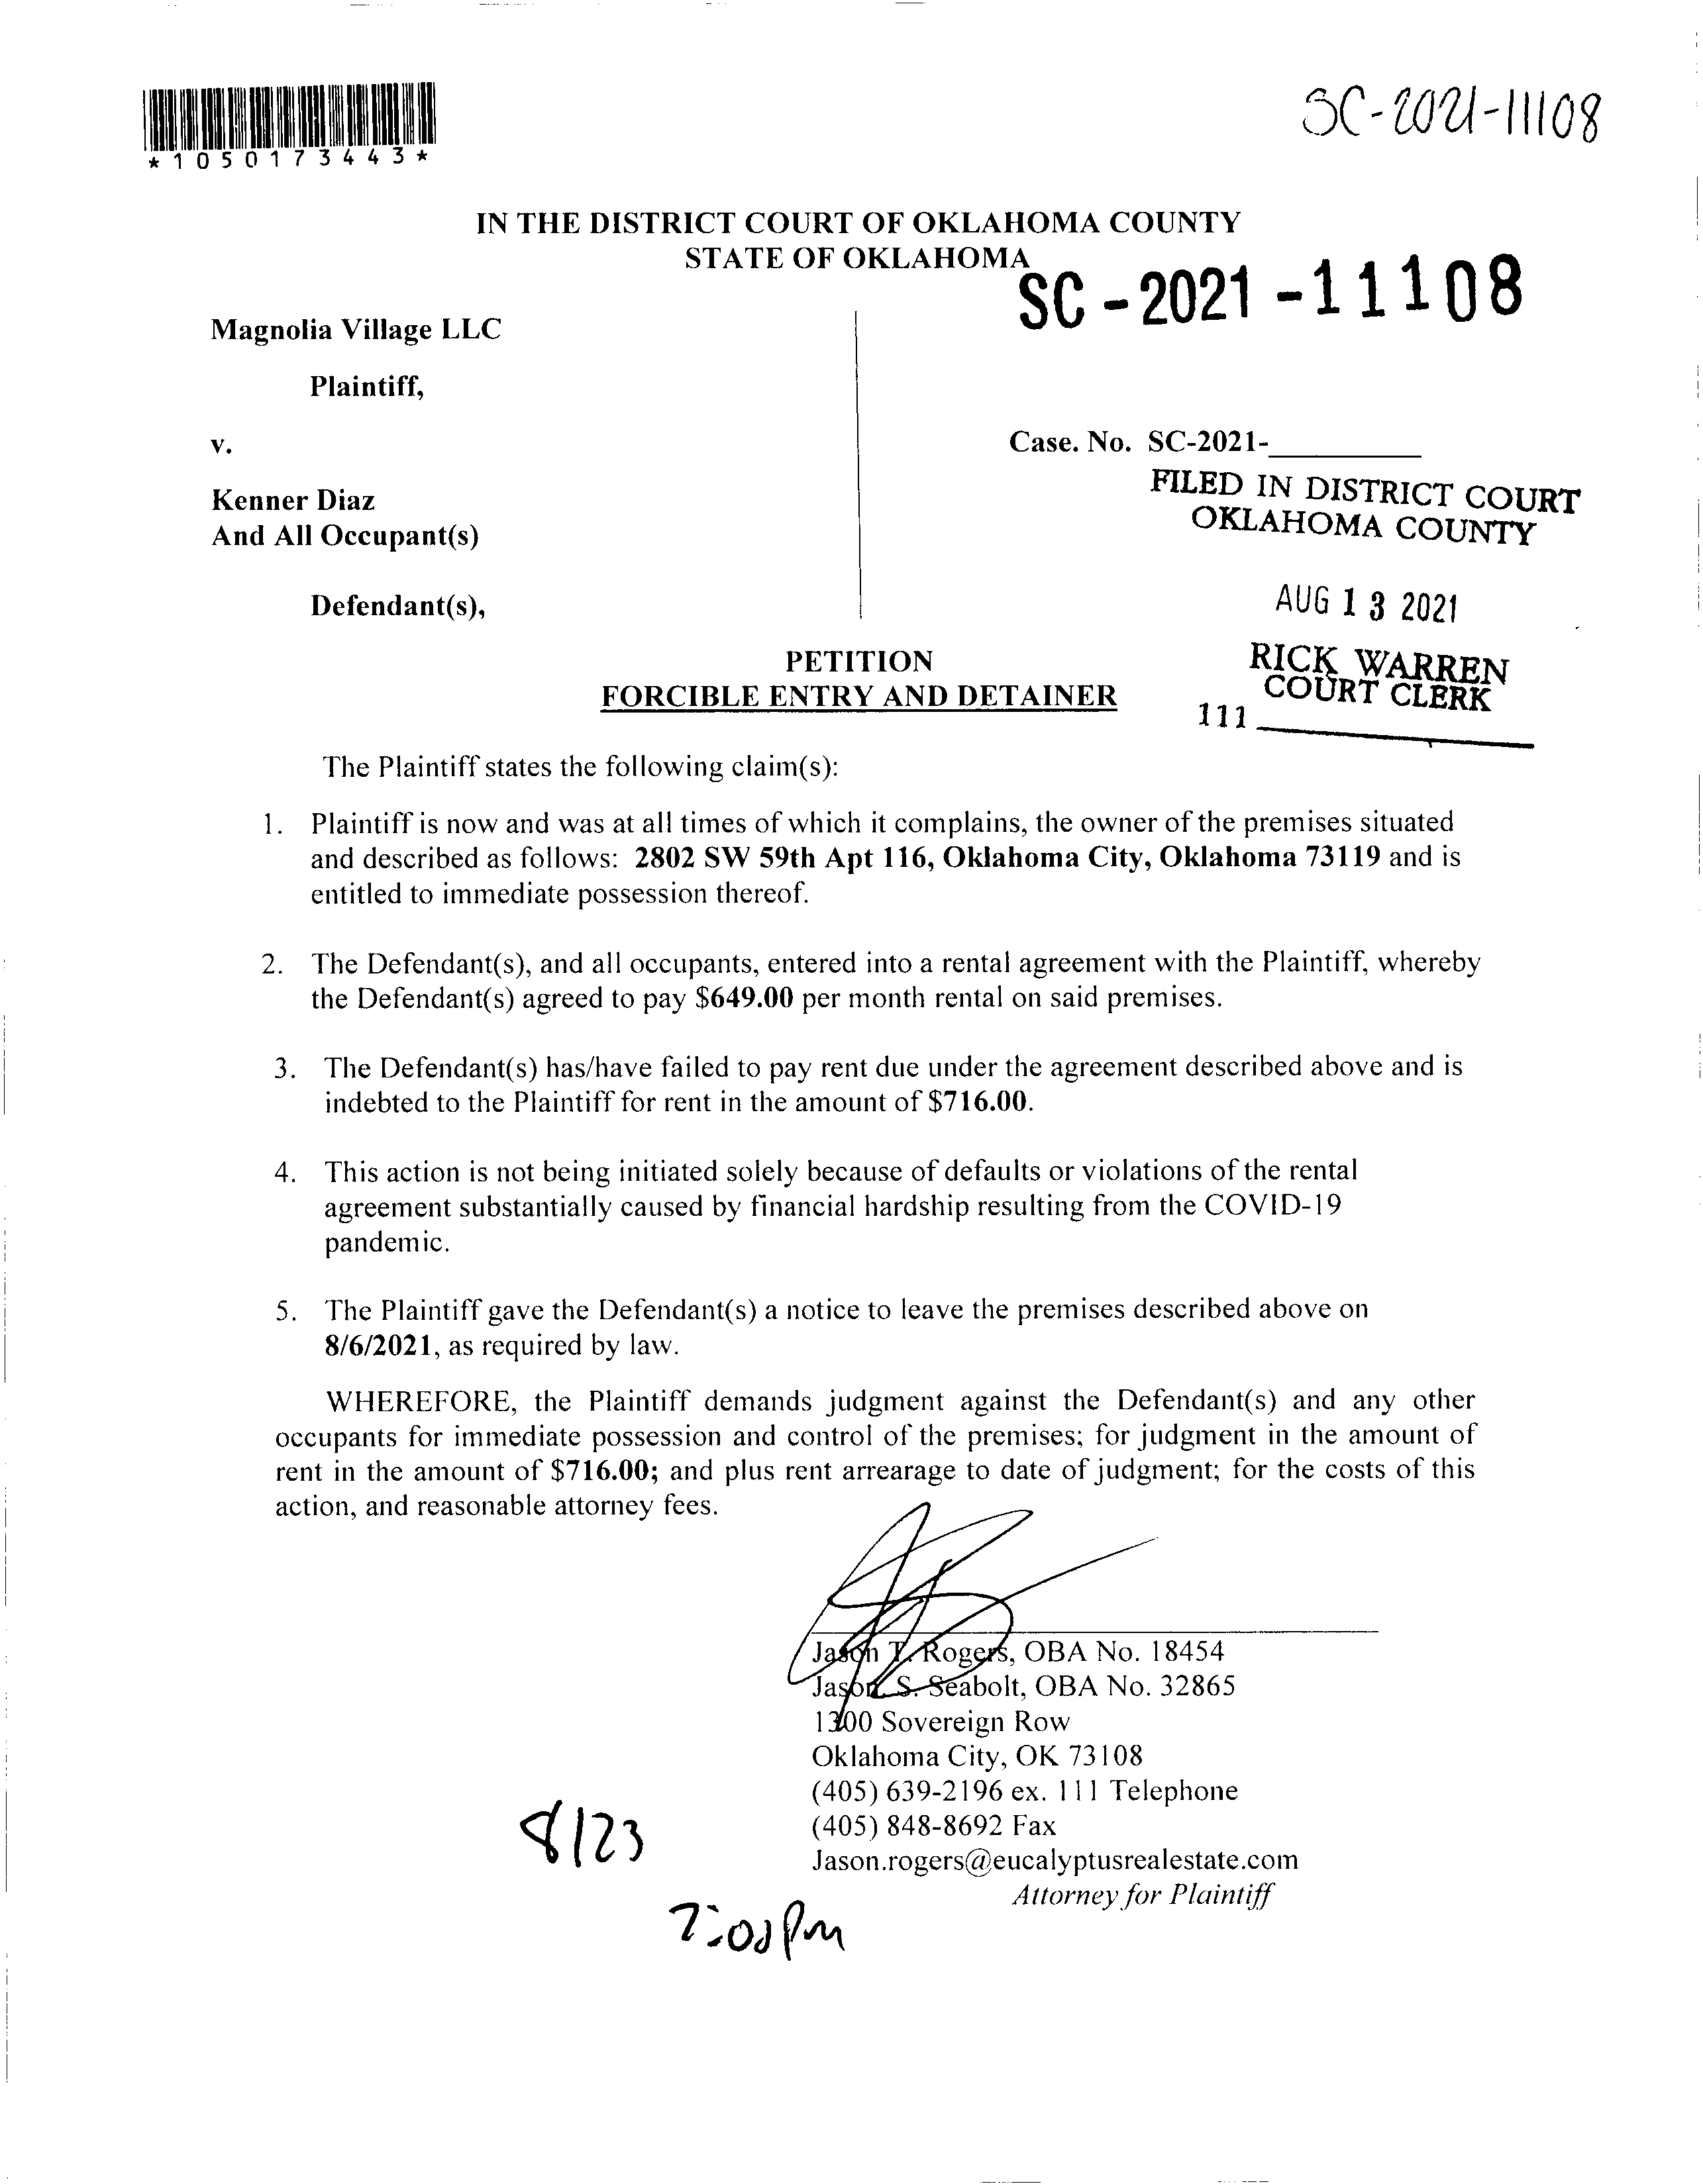 *1050173443*
SC-2021-11108
IN THE DISTRICT COURT OF OKLAHOMA COUNTY
STATE OF OKLAHOMA
SC-2021-11108
Magnolia Village LLC
Plaintiff,
v.
Case. No. SC-2021-________
Kenner Diaz
And All Occupant(s)
Defendant(s),
FILED IN DISTRICT COURT
OKLAHOMA COUNTY
AUG 13 2021
RICK WARREN
COURT CLERK
111
PETITION
FORCIBLE ENTRY AND DETAINER
The Plaintiff states the following claim(s):
1. Plaintiff is now and was at all times of which it complains, the owner of the premises situated
and described as follows: 2802 SW 59th Apt 116, Oklahoma City, Oklahoma 73119 and is
entitled to immediate possession thereof.
2. The Defendant(s), and all occupants, entered into a rental agreement with the Plaintiff, whereby
the Defendant(s) agreed to pay $649.00 per month rental on said premises.
3. The Defendant(s) has/have failed to pay rent due under the agreement described above and is
indebted to the Plaintiff for rent in the amount of $716.00.
4. This action is not being initiated solely because of defaults or violations of the rental
agreement substantially caused by financial hardship resulting from the COVID-19
pandemic.
5. The Plaintiff gave the Defendant(s) a notice to leave the premises described above on
8/6/2021, as required by law.
WHEREFORE, the Plaintiff demands judgment against the Defendant(s) and any other
occupants for immediate possession and control of the premises; for judgment in the amount of
rent in the amount of $716.00; and plus rent arrearage to date of judgment; for the costs of this
action, and reasonable attorney fees.
Jason T. Rogers, OBA No. 18454
Jason S. Seabolt, OBA No. 32865
1300 Sovereign Row
Oklahoma City, OK 73108
(405) 639-2196 ex. 111 Telephone
(405) 848-8692 Fax
Jason.rogers@eucalyptusrealestate.com
Attorney for Plaintiff
8/23
:00 PM